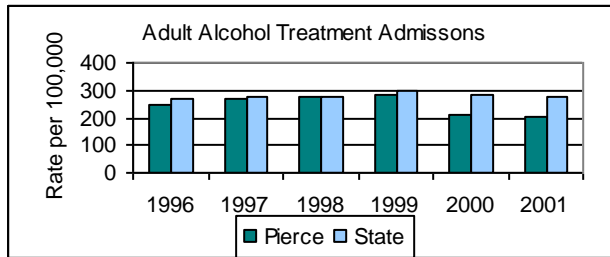 Adult Alcohol Treatment Admissons
Rate per 100,000
400
300
200
100
0
1996 1997 1998 1999 2000 2001
Pierce State